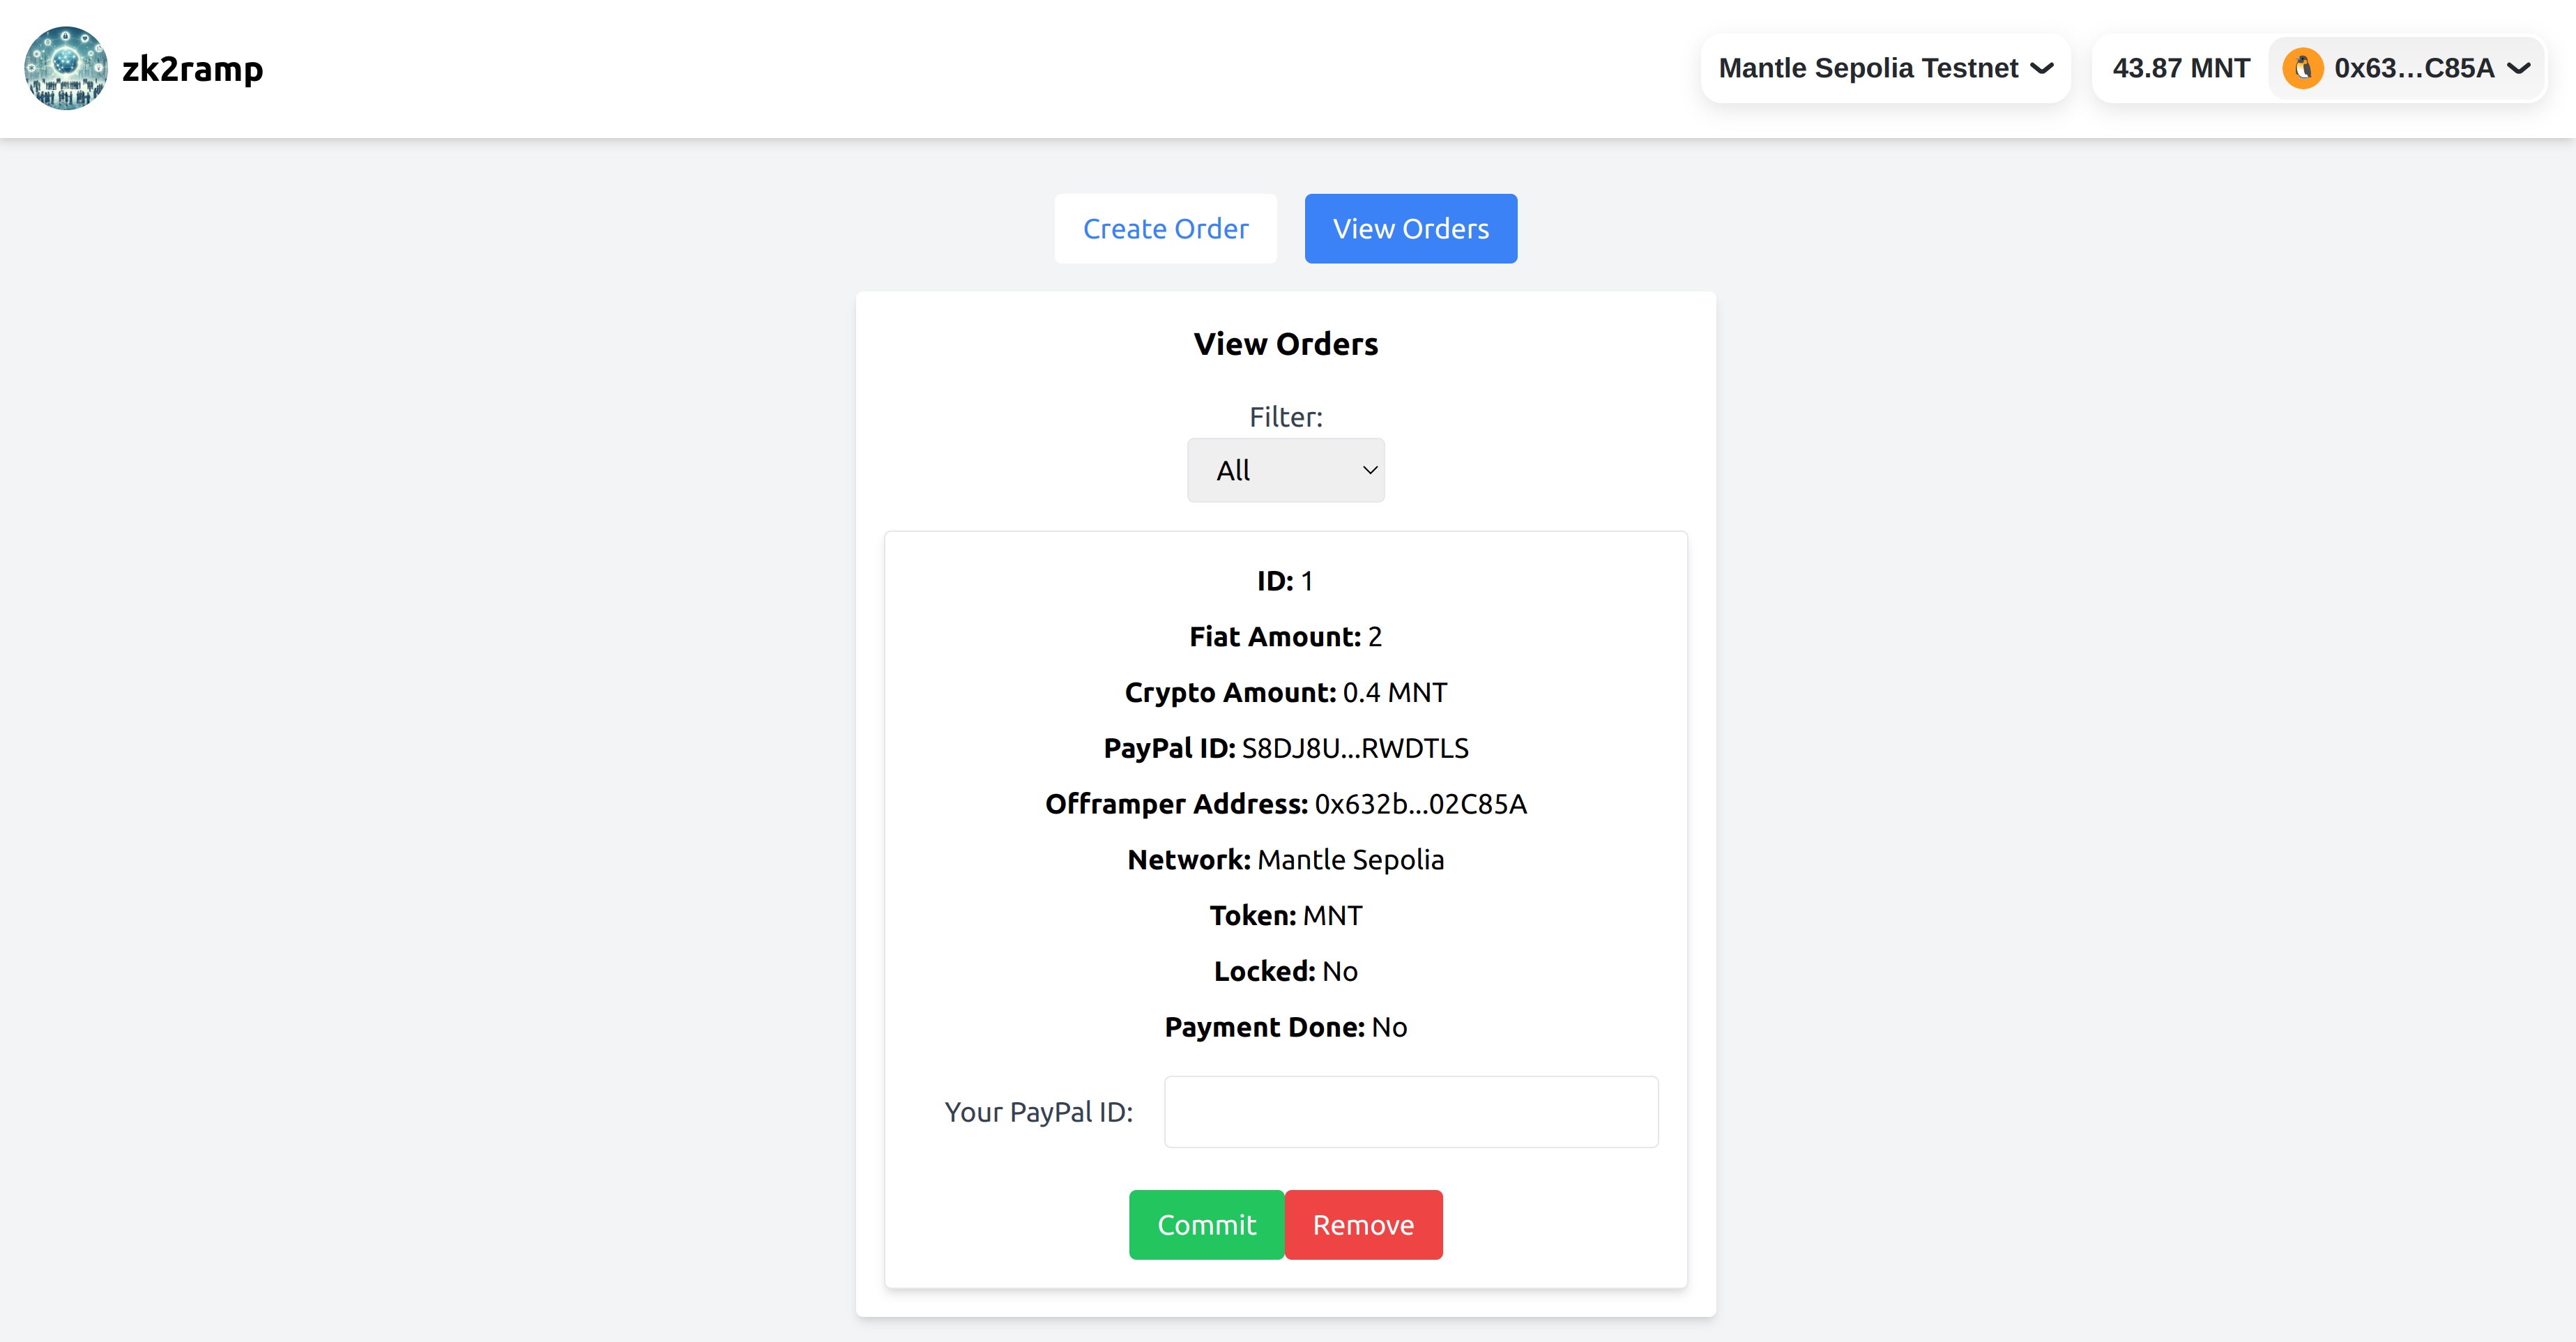 zk2ramp
Mantle Sepolia Testnet
43.87 MNT
0x63...C85A
Create Order
View Orders
View Orders
Filter:
All
ID: 1
Fiat Amount: 2
Crypto Amount: 0.4 MNT
PayPal ID: S8DJ8U...RWDTLS
Offramper Address: 0x632b...02C85A
Network: Mantle Sepolia
Token: MNT
Locked: No
Payment Done: No
Your PayPal ID:
Commit
Remove